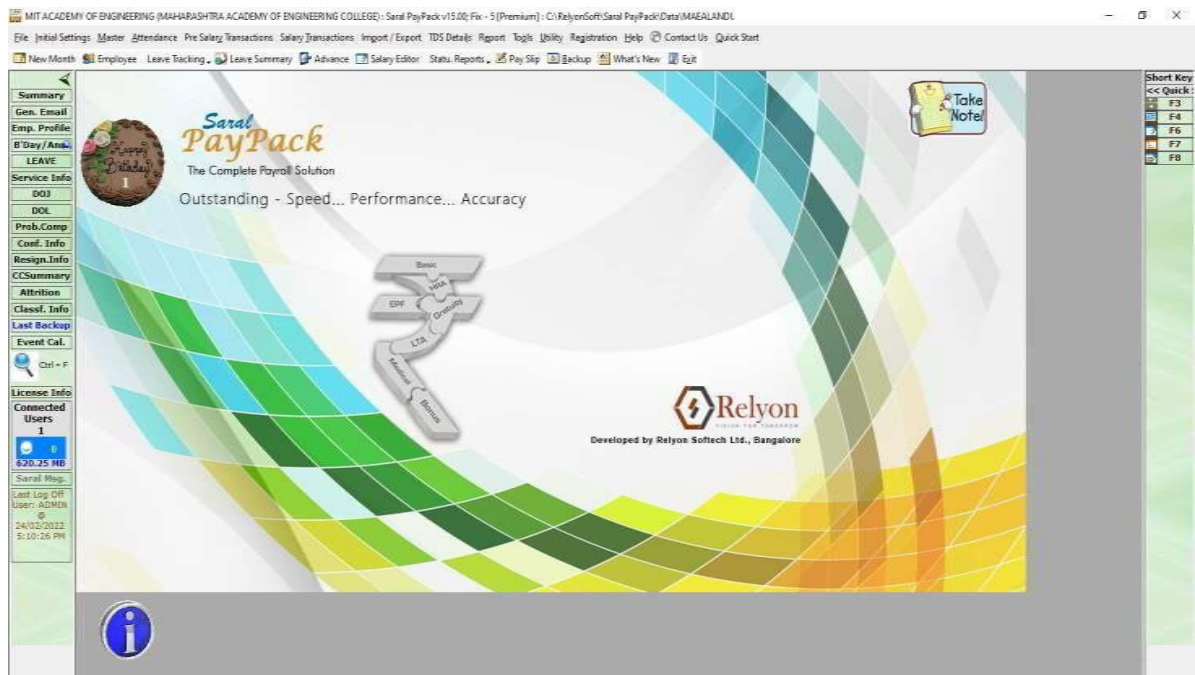 MIT ACADEMY OF ENGINEERING (MAHARASHTRA ACADEMY OF ENGINEERING COLLEGE) : Saral PayPack v15.00; Fix - 5 [Premium] : C:\RelyonSoft\Saral PayPack\Data\MAEALANDI.
File Initial Settings Master Attendance Pre Salary Transactions Salary Transactions Import / Export TDS Details Report Tools Utility Registration Help Contact Us Quick Start
New Month Employee Leave Tracking Leave Summery Advance Salary Editor Statu. Reports Pay Slip Backup What's New Exit
Summary
Gen. Email
Emp. Profile
B'Day/Ann.
LEAVE
Service Info
DOJ
DOL
Prob.Comp
Conf. Info
Resign.Info
CCSummary
Attrition
Classf. Info
Last Backup
Event Cal.
Ctrl + F
License Info
Connected
Users
1
D
620.25 MB
Saral Msg.
Last Log Off
User: ADMIN
@
24/02/2022
5:10:26 PM
Happy
Birthday
1
Saral
PayPack
The Complete Payroll Solution
Outstanding - Speed... Performance... Accuracy
Basic
HRA
EPF
Gratuity
LTA
Medical
Bonus
Relyon
VISION FOR TOMORROW
Developed by Relyon Softech Ltd., Bangalore
Take
Note!
i
Short Key
<< Quick
F3
F4
F6
F7
F8